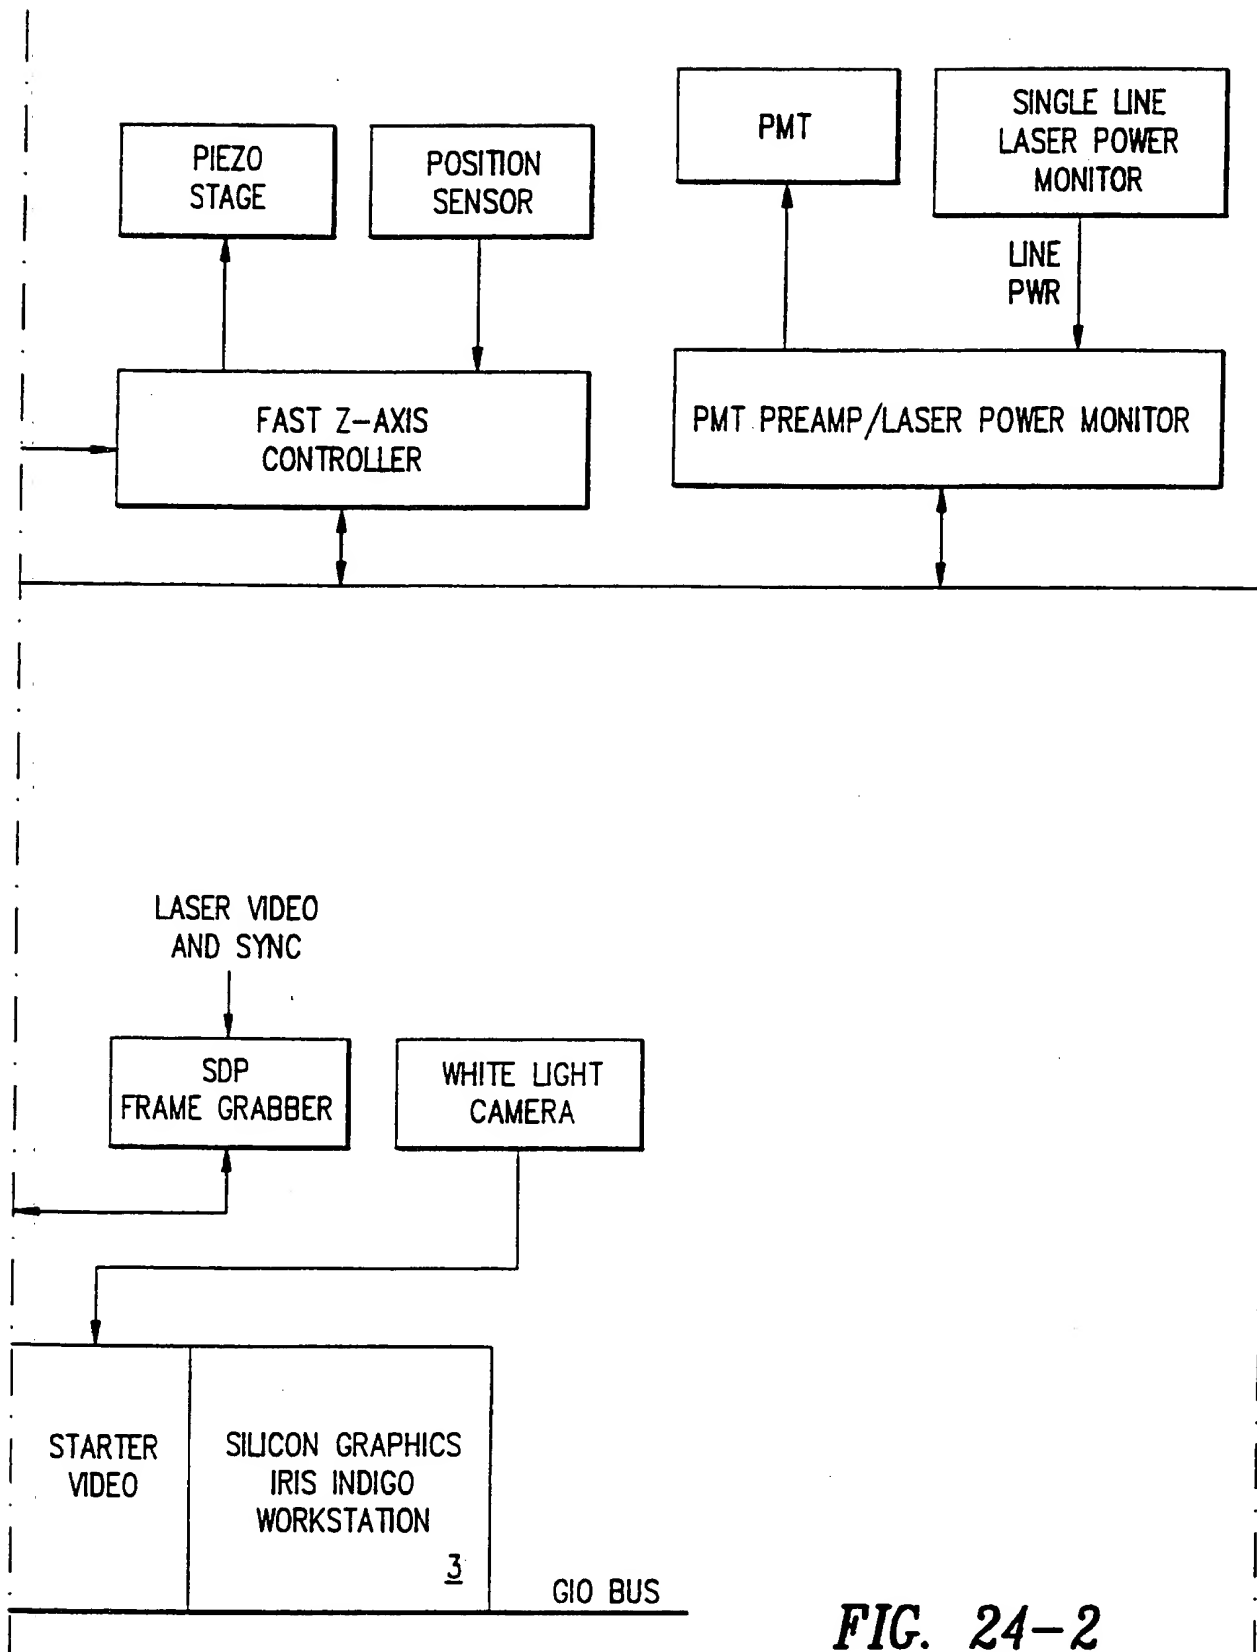 PIEZO
STAGE
POSITION
SENSOR
PMT
SINGLE LINE
LASER POWER
MONITOR
LINE
PWR
FAST Z-AXIS
CONTROLLER
PMT PREAMP/LASER POWER MONITOR
LASER VIDEO
AND SYNC
SDP
FRAME GRABBER
WHITE LIGHT
CAMERA
STARTER
VIDEO
SILICON GRAPHICS
IRIS INDIGO
WORKSTATION
3
GIO BUS
FIG. 24-2